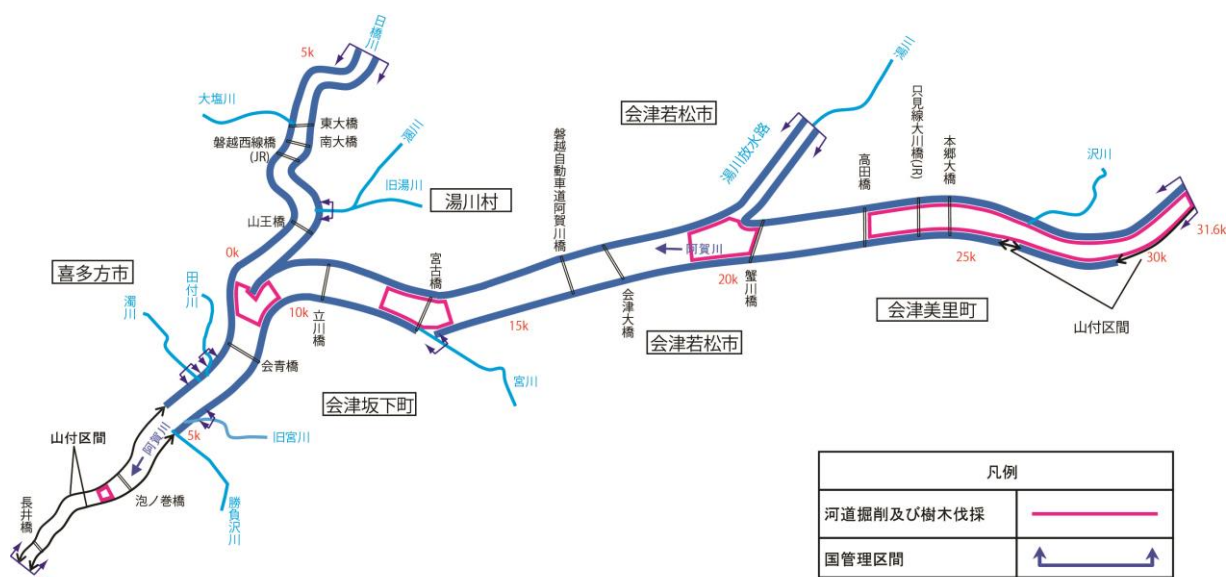 日橋川
5k
大塩川
東大橋
南大橋
磐越西線橋
(JR)
湯川
旧湯川
湯川村
山王橋
0k
喜多方市
田付川
濁川
10k
立川橋
宮古橋
会青橋
会津坂下町
宮川
15k
5k
旧宮川
阿賀川
山付区間
泡ノ巻橋
長井橋
勝負沢川
磐越自動車道阿賀川橋
会津大橋
会津若松市
会津若松市
湯川放水路
湯川
阿賀川
20k
蟹川橋
高田橋
只見線大川橋(JR)
本郷大橋
沢川
25k
30k
31.6k
会津美里町
山付区間
凡例
河道掘削及び樹木伐採
国管理区間